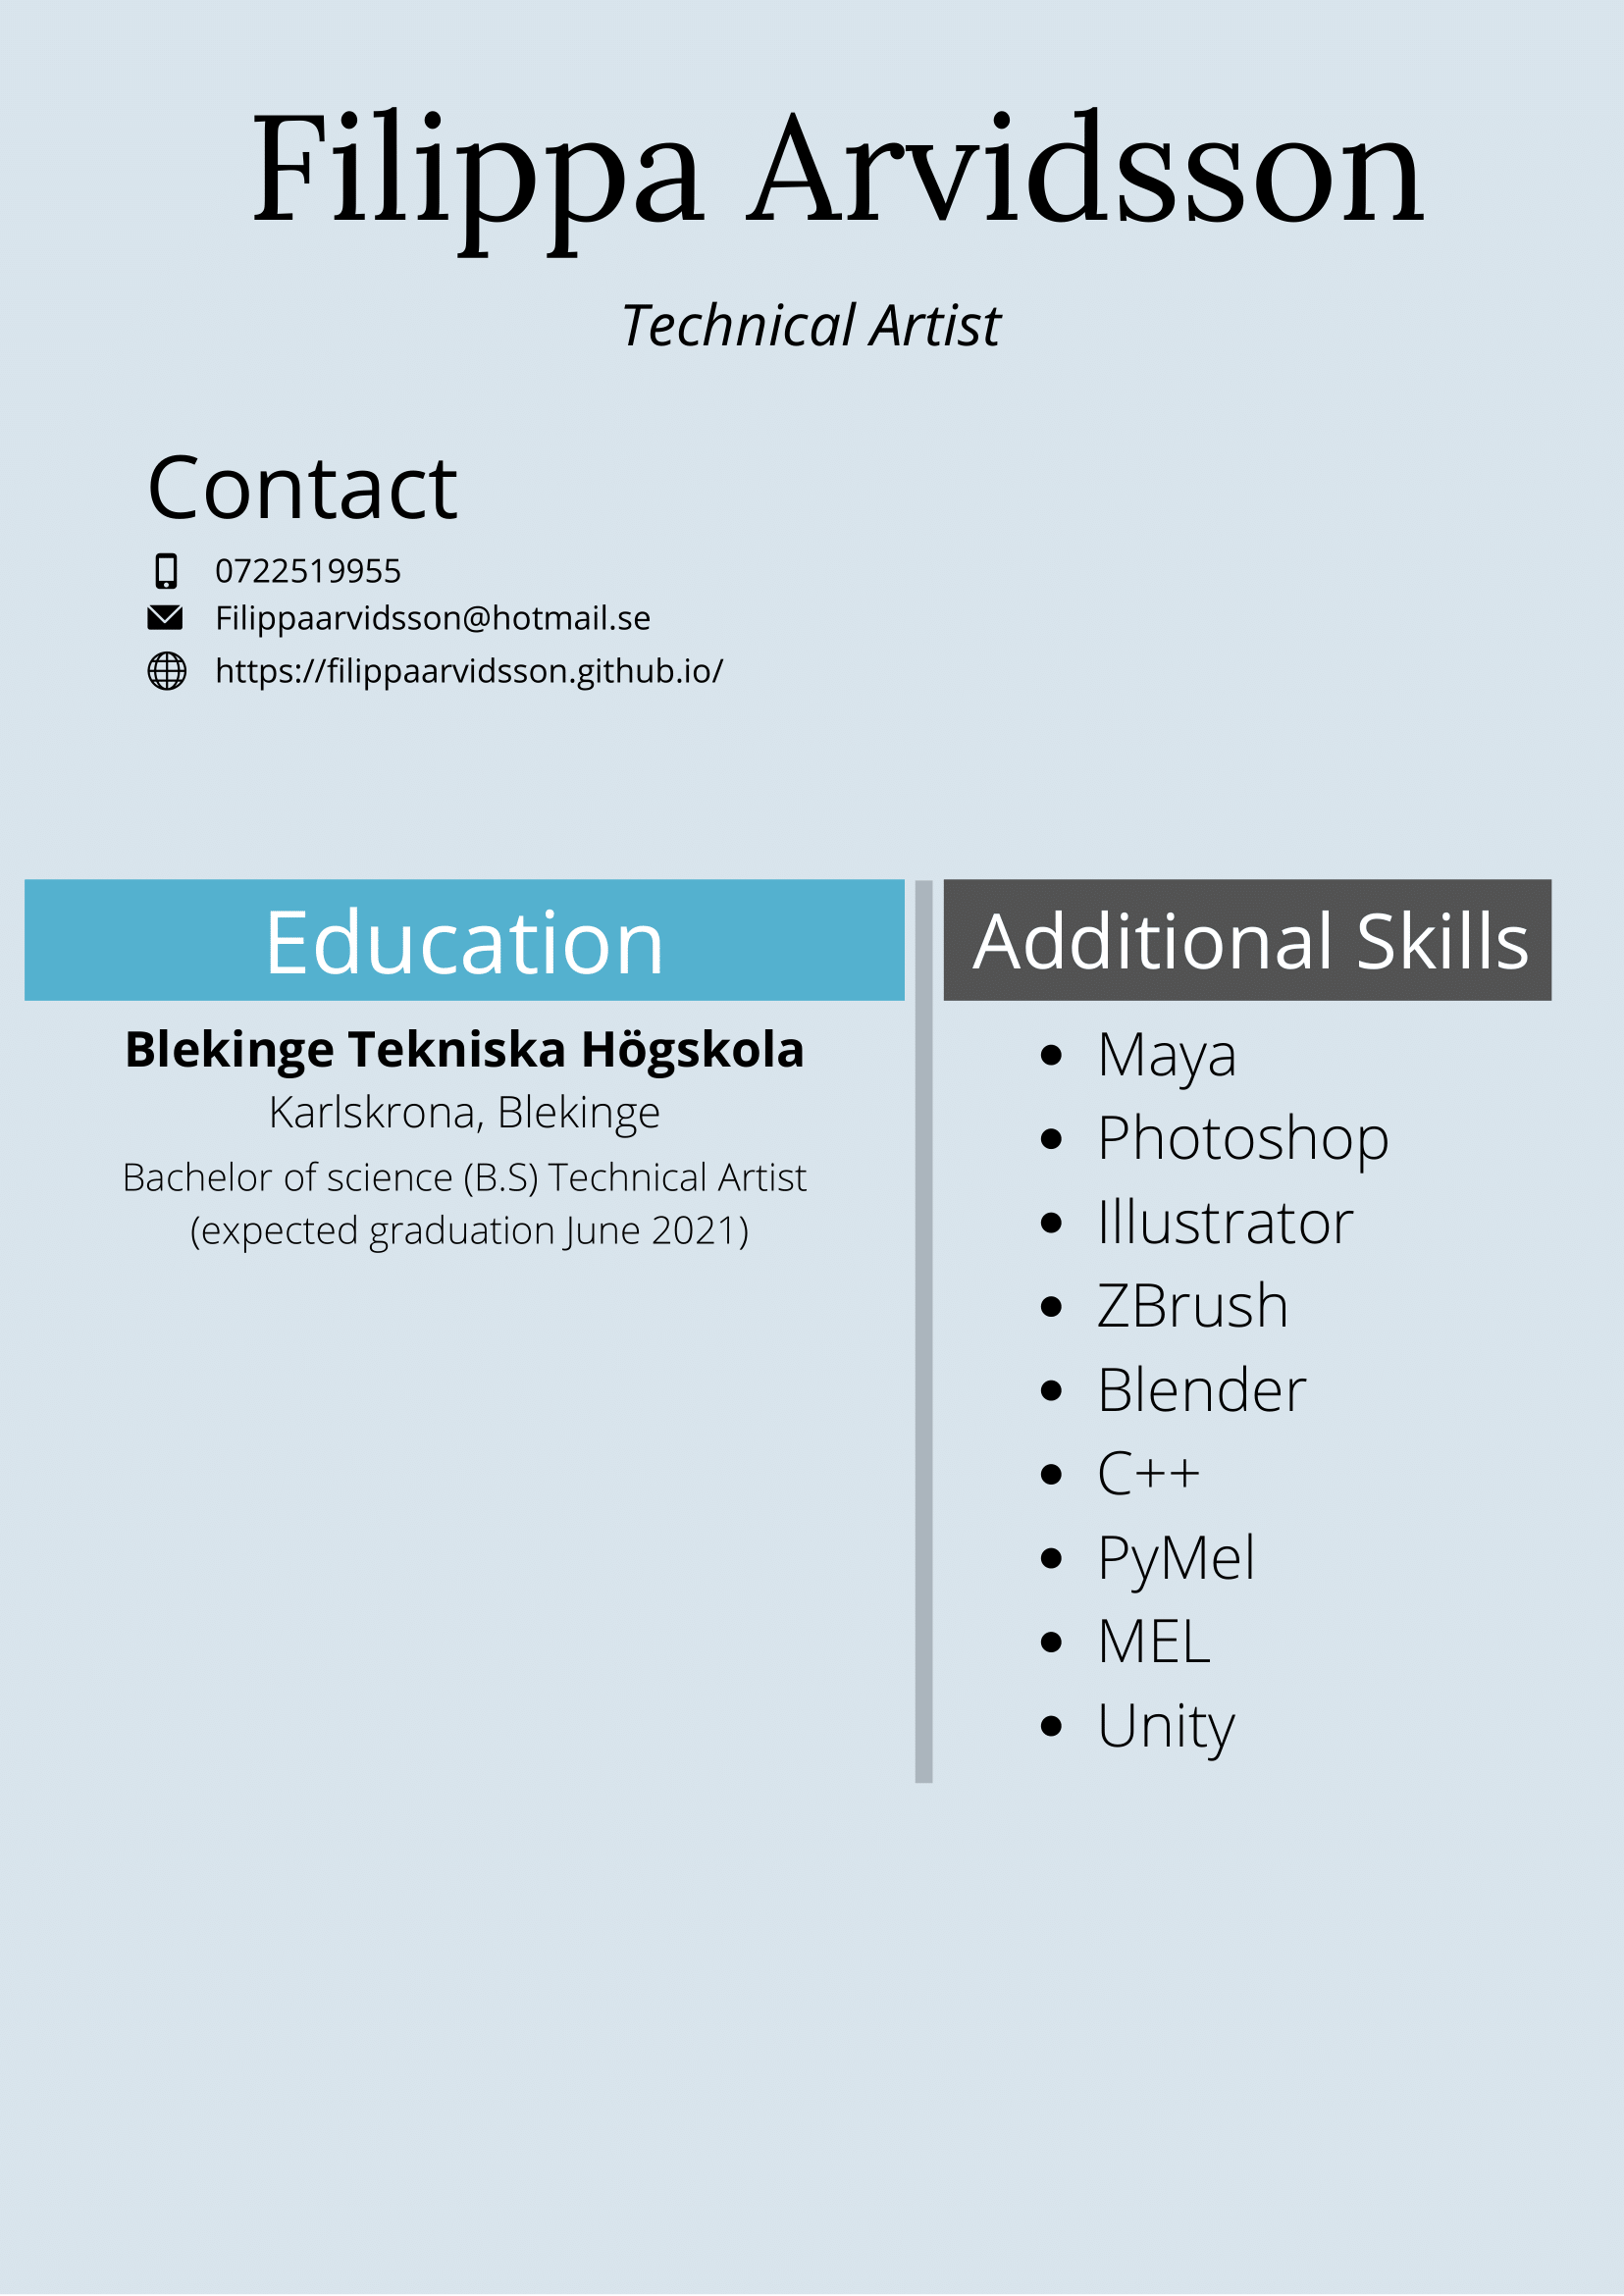 Filippa Arvidsson
Technical Artist
Contact
0722519955
Filippaarvidsson@hotmail.se
https://filippaarvidsson.github.io/
Education
Blekinge Tekniska Högskola
Karlskrona, Blekinge
Bachelor of science (B.S) Technical Artist
(expected graduation June 2021)
Additional Skills
Maya
Photoshop
Illustrator
ZBrush
Blender
C++
PyMel
MEL
Unity